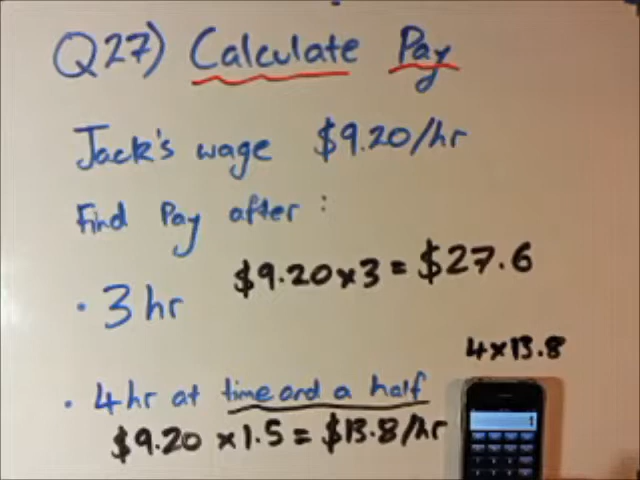 Q27) Calculate Pay
Jack's wage $9.20/hr
Find Pay after :
$9.20x3 = $27.6
• 3 hr
4x13.8
• 4hr at time and a half
$9.20 x1.5 = $13.8/hr